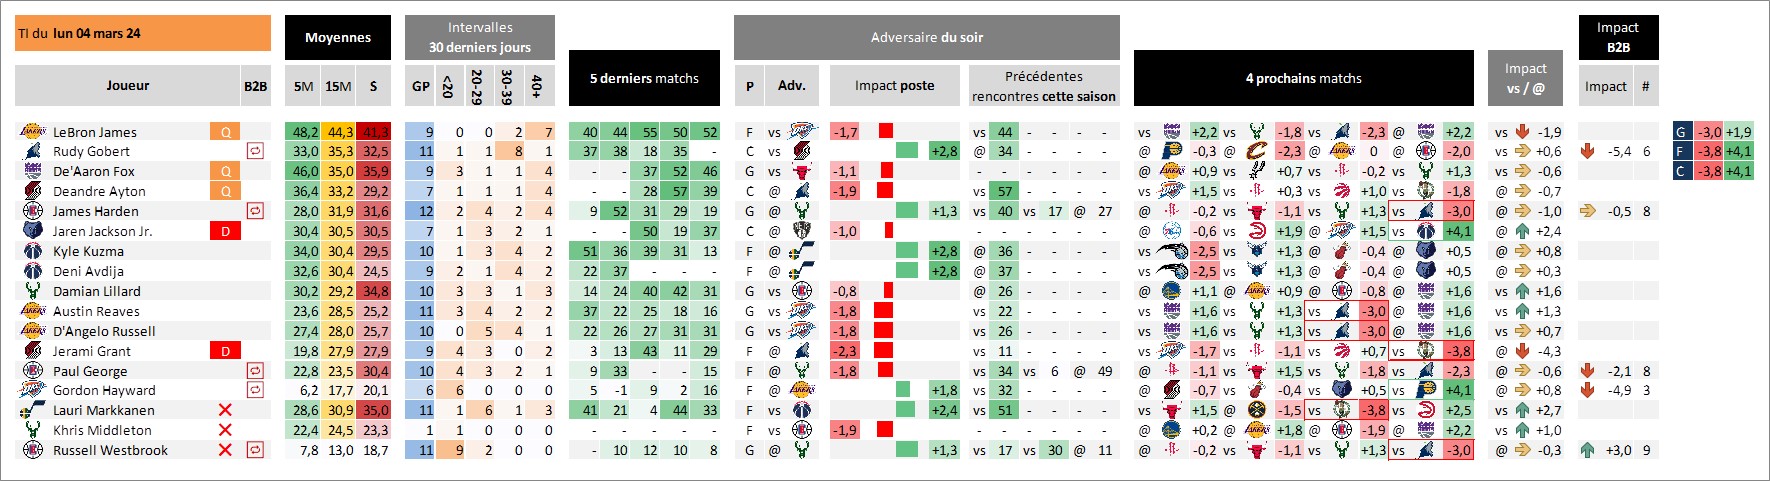 TI du lun 04 mars 24
Moyennes
Intervalles
30 derniers jours
5 derniers matchs
Adversaire du soir
4 prochains matchs
Impact
vs / @
Impact
B2B
Joueur B2B 5M 15M S GP <20 20-29 30-39 40+ P Adv. Impact poste Précédentes rencontres cette saison Impact #
LeBron James Q 48,2 44,3 41,3 9 0 0 2 7 40 44 55 50 52 F vs -1,7 vs 44 - - - - vs +2,2 vs -1,8 vs -2,3 @ +2,2 vs -1,9 G -3,0 +1,9
Rudy Gobert 33,0 35,3 32,5 11 1 1 8 1 37 38 18 35 - C vs +2,8 @ 34 - - - - @ -0,3 @ -2,3 @ 0 @ -2,0 vs +0,6 -5,4 6 F -3,8 +4,1
De'Aaron Fox Q 46,0 35,0 35,9 9 3 1 1 4 - - 37 52 46 G vs -1,1 - - - - - - @ +0,9 vs +0,7 vs -0,2 vs +1,3 vs -0,6 C -3,8 +4,1
Deandre Ayton Q 36,4 33,2 29,2 7 1 1 1 4 - - 28 57 39 C @ -1,9 vs 57 - - - - vs +1,5 vs +0,3 vs +1,0 vs -1,8 @ -0,7
James Harden 28,0 31,9 31,6 12 2 4 2 4 9 52 31 29 19 G @ +1,3 vs 40 vs 17 @ 27 @ -0,2 vs -1,1 vs +1,3 vs -3,0 @ -1,0 -0,5 8
Jaren Jackson Jr. D 30,4 30,5 30,5 7 1 3 2 1 - - 50 19 37 C @ -1,0 - - - - - - @ -0,6 vs +1,9 @ +1,5 vs +4,1 @ +2,4
Kyle Kuzma 34,0 30,4 29,5 10 1 3 4 2 51 36 39 31 13 F @ +2,8 @ 36 - - - - vs -2,5 vs +1,3 @ -0,4 @ +0,5 @ +0,8
Deni Avdija 32,6 30,4 24,5 9 2 1 4 2 22 37 - - - F @ +2,8 @ 37 - - - - vs -2,5 vs +1,3 @ -0,4 @ +0,5 @ +0,3
Damian Lillard 30,2 29,2 34,8 10 3 3 1 3 14 24 40 42 31 G vs -0,8 @ 26 - - - - @ +1,1 @ +0,9 @ -0,8 @ +1,6 vs +1,6
Austin Reaves 23,6 28,5 25,2 11 3 4 2 2 37 22 25 18 16 G vs -1,8 vs 22 - - - - vs +1,6 vs +1,3 vs -3,0 @ +1,6 vs +1,3
D'Angelo Russell 27,4 28,0 25,7 10 0 5 4 1 22 26 27 31 31 G vs -1,8 vs 26 - - - - vs +1,6 vs +1,3 vs -3,0 @ +1,6 vs +0,7
Jerami Grant D 19,8 27,9 27,9 9 4 3 0 2 3 13 43 11 29 F @ -2,3 vs 11 - - - - vs -1,7 vs -1,1 vs +0,7 vs -3,8 @ -4,3
Paul George 22,8 23,5 30,4 10 4 3 2 1 9 33 - - 15 F @ -1,8 vs 34 vs 6 @ 49 @ -1,1 vs +0,6 vs -1,8 vs -2,3 @ -0,6 -2,1 8
Gordon Hayward 6,2 17,7 20,1 6 6 0 0 0 5 -1 9 2 16 F @ +1,8 vs 32 - - - - @ -0,7 vs -0,4 @ +0,5 vs +4,1 @ +0,8 -4,9 3
Lauri Markkanen 28,6 30,9 35,0 11 1 6 1 3 41 21 4 44 33 F vs +2,4 vs 51 - - - - vs +1,5 @ -1,5 vs -3,8 vs +2,5 vs +2,7
Khris Middleton 22,4 24,5 23,3 1 1 0 0 0 - - - - - F vs -1,9 - - - - - - @ +0,2 @ +1,8 @ -1,9 @ +2,2 vs +1,0
Russell Westbrook 7,8 13,0 18,7 11 9 2 0 0 - 10 12 10 8 G @ +1,3 vs 17 vs 30 @ 11 @ -0,2 vs -1,1 vs +1,3 vs -3,0 @ -0,3 +3,0 9